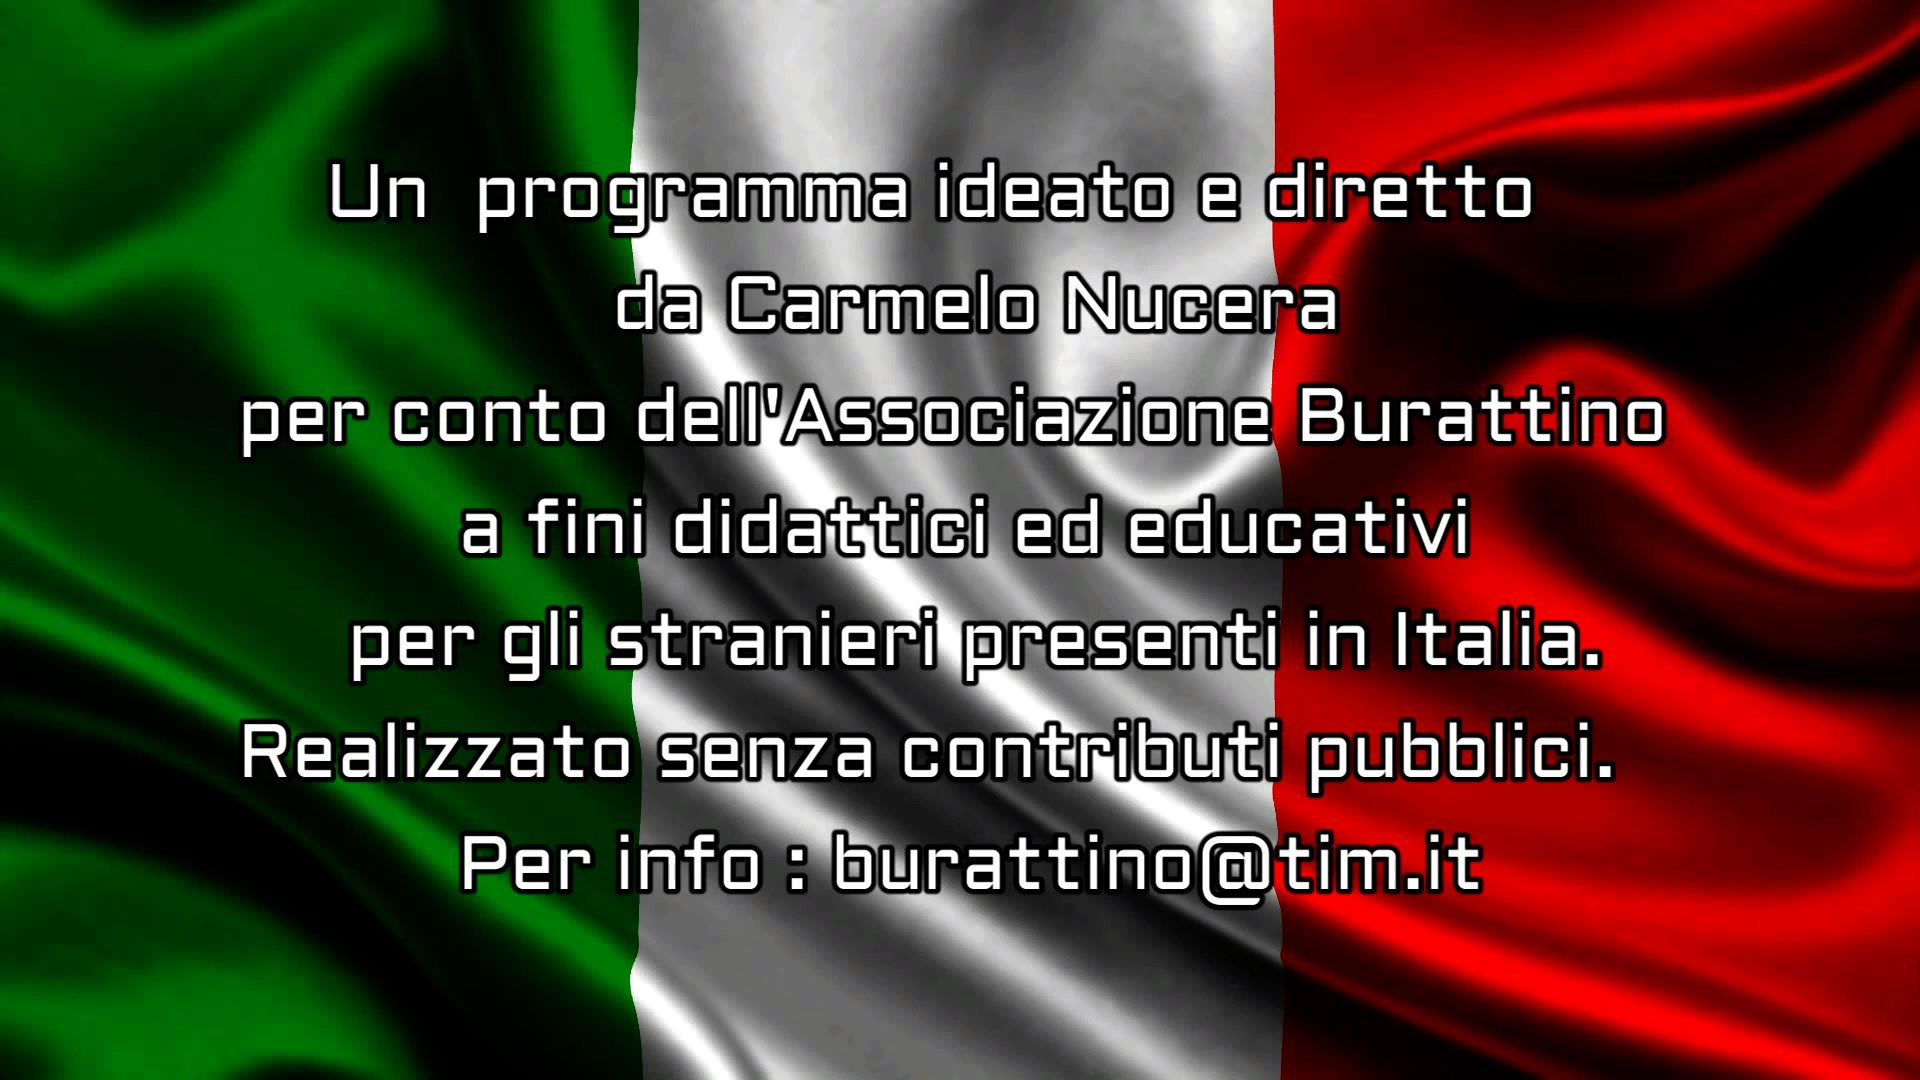 Un programma ideato e diretto
da Carmelo Nucera
per conto dell'Associazione Burattino
a fini didattici ed educativi
per gli stranieri presenti in Italia.
Realizzato senza contributi pubblici.
Per info : burattino@tim.it